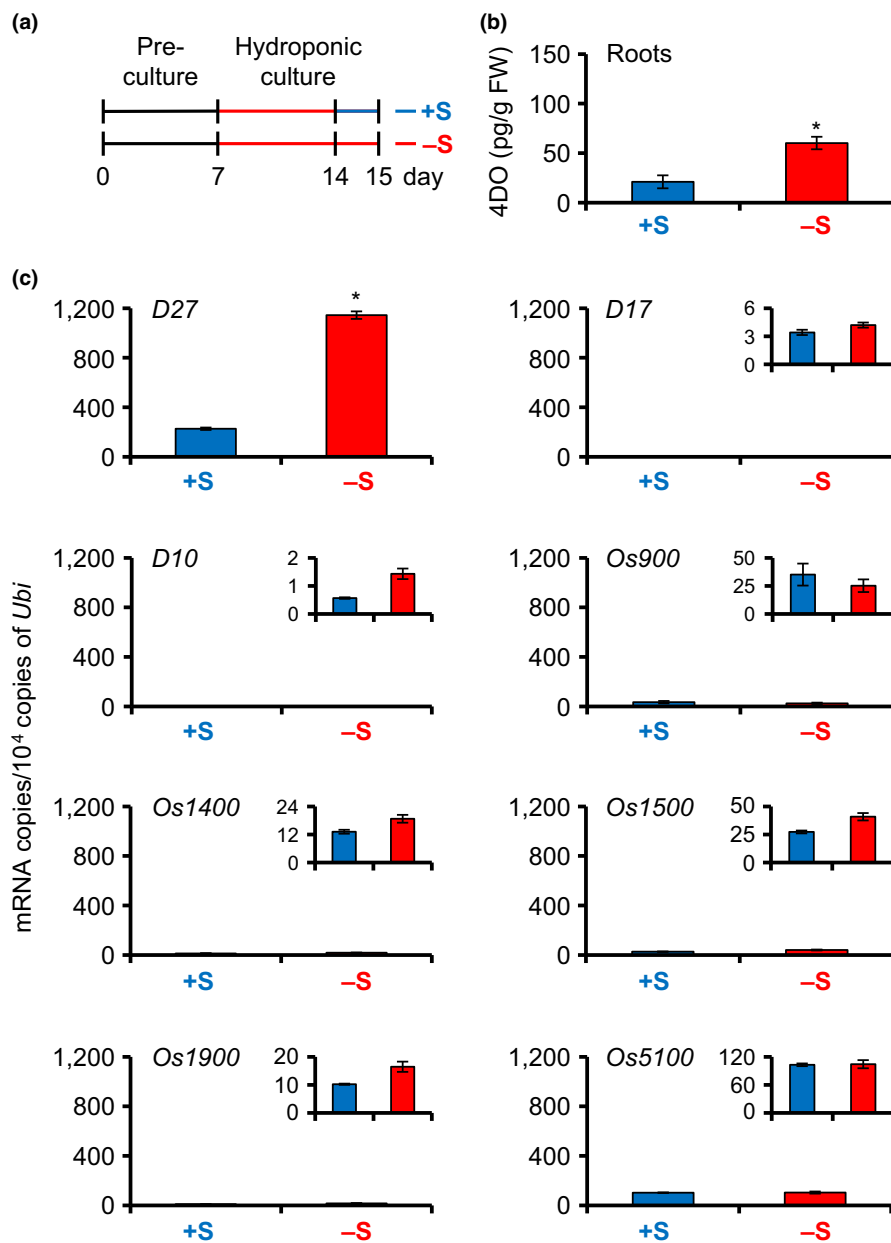 (a)
Pre-
culture
Hydroponic
culture
+S
–S
0 7 14 15 day
(b)
Roots
4DO (pg/g FW)
150
100
50
0
*
+S –S
(c)
mRNA copies/10⁴ copies of Ubi
D27
1,200
800
400
0
*
+S –S
D17
1,200
800
400
0
6
3
0
+S –S
D10
1,200
800
400
0
2
1
0
+S –S
Os900
1,200
800
400
0
50
25
0
+S –S
Os1400
1,200
800
400
0
24
12
0
+S –S
Os1500
1,200
800
400
0
50
25
0
+S –S
Os1900
1,200
800
400
0
20
10
0
+S –S
Os5100
1,200
800
400
0
120
60
0
+S –S